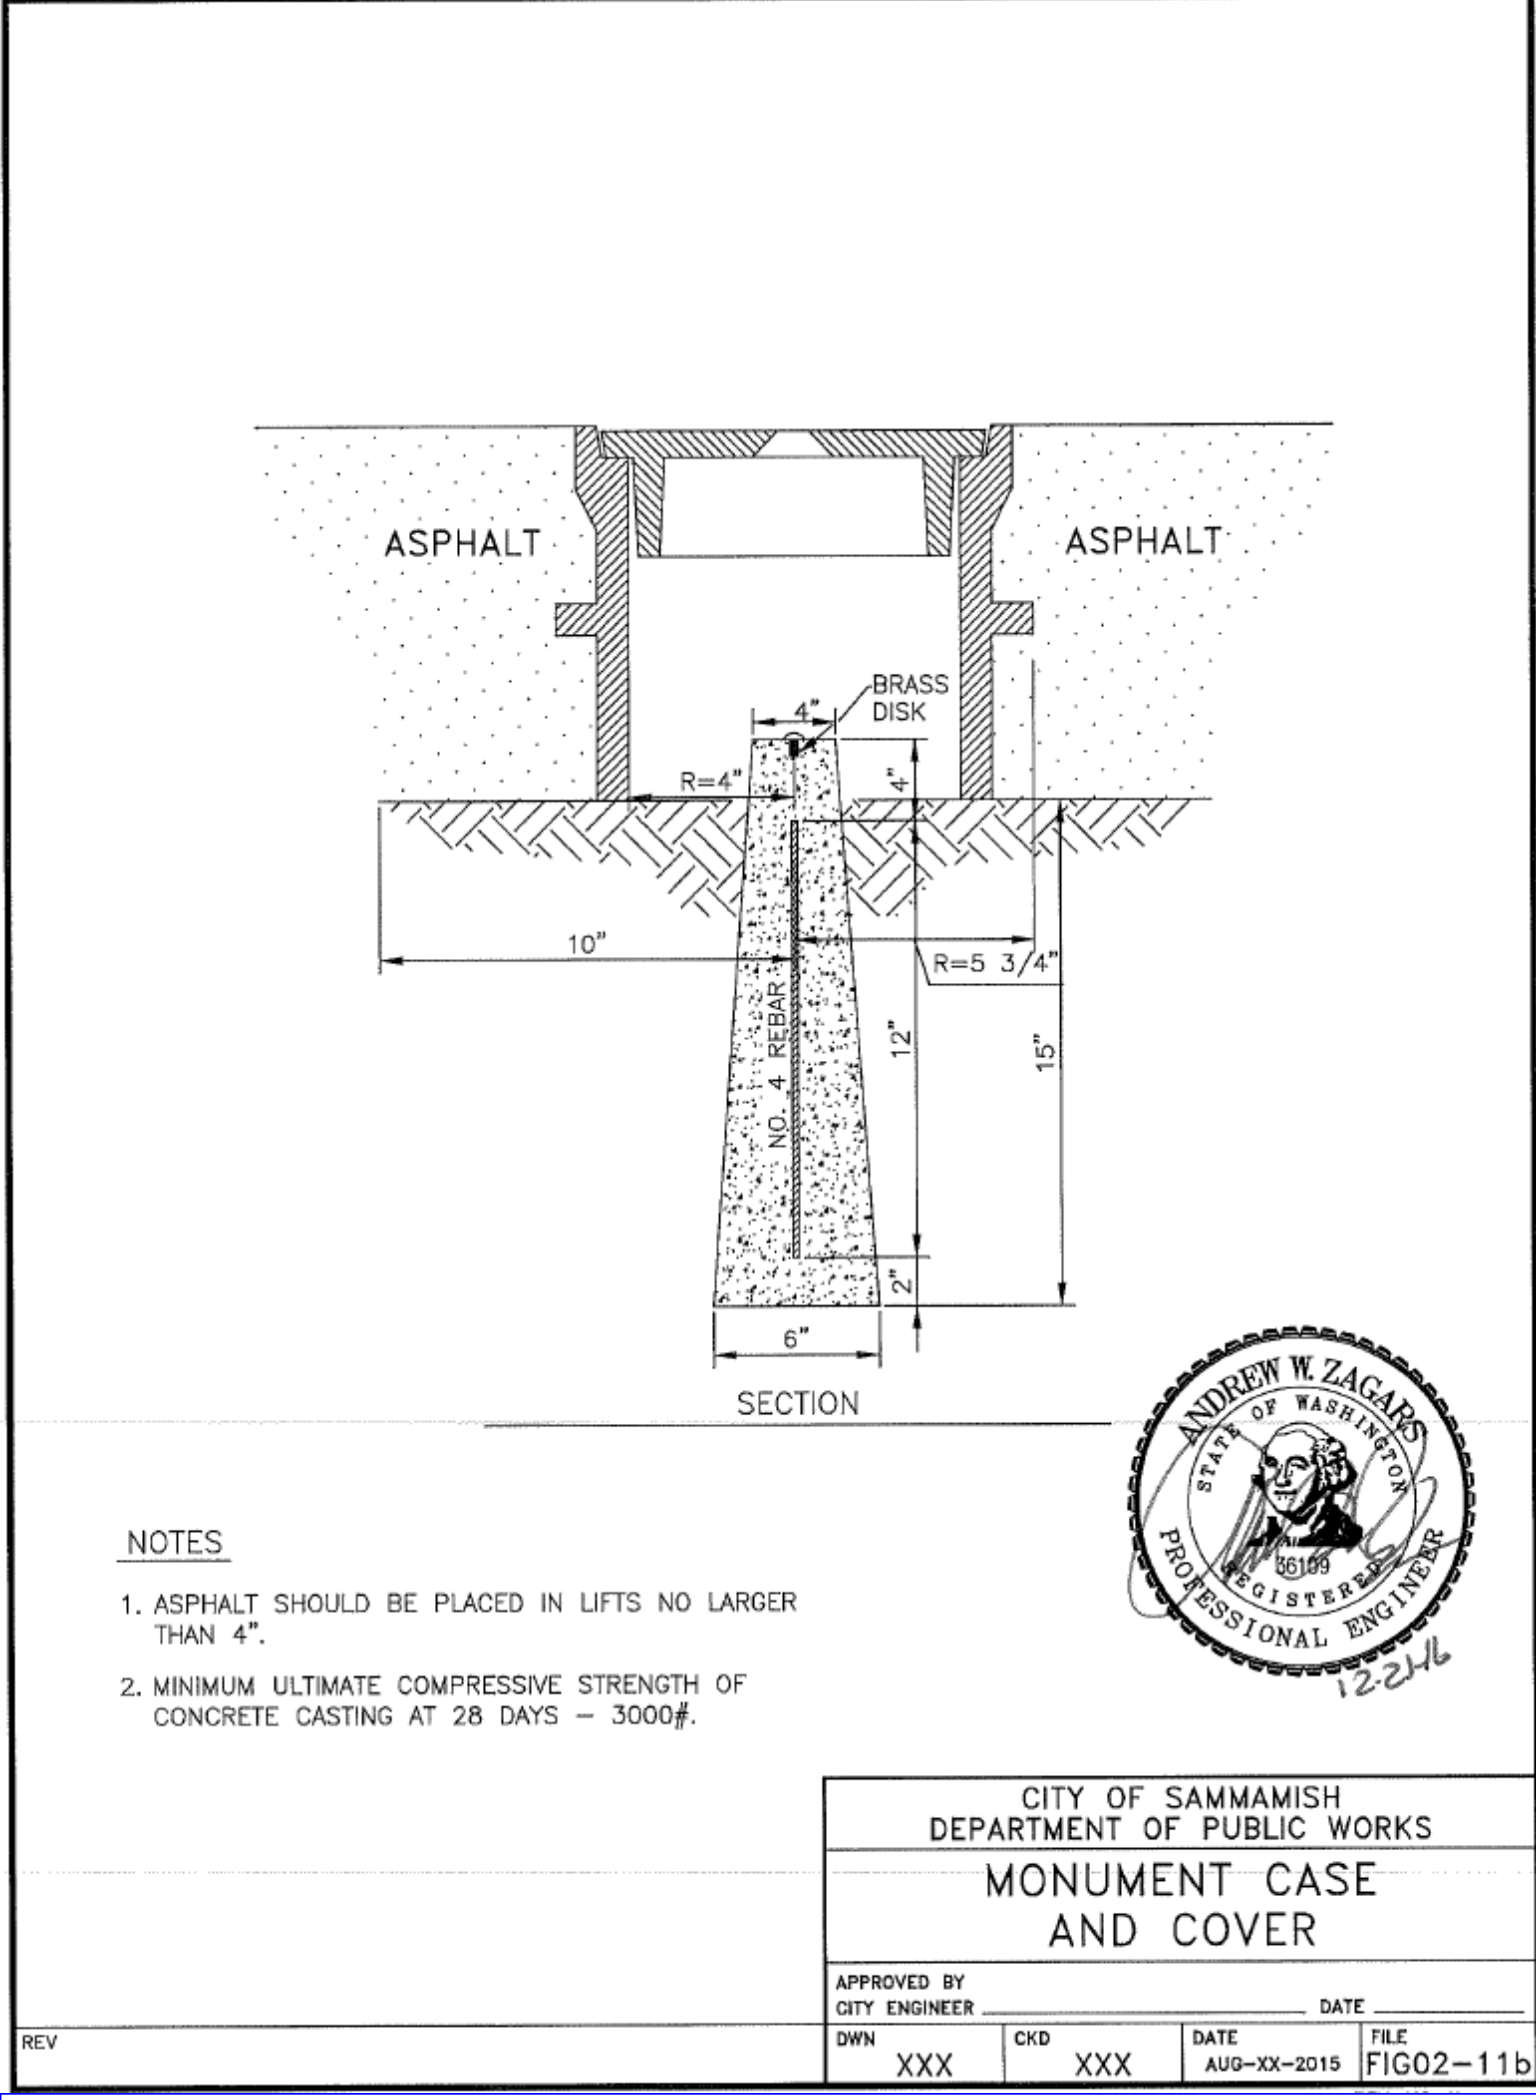 ASPHALT
ASPHALT
BRASS
DISK
4"
R=4"
4"
10"
R=5 3/4"
NO. 4 REBAR
12"
15"
2"
6"
SECTION
ANDREW W. ZAGARS
STATE OF WASHINGTON
36109
REGISTERED
PROFESSIONAL ENGINEER
12-21-16
NOTES
1. ASPHALT SHOULD BE PLACED IN LIFTS NO LARGER
THAN 4".
2. MINIMUM ULTIMATE COMPRESSIVE STRENGTH OF
CONCRETE CASTING AT 28 DAYS – 3000#.
CITY OF SAMMAMISH
DEPARTMENT OF PUBLIC WORKS
MONUMENT CASE
AND COVER
APPROVED BY
CITY ENGINEER DATE
REV
DWN XXX
CKD XXX
DATE AUG-XX-2015
FILE FIG02-11b